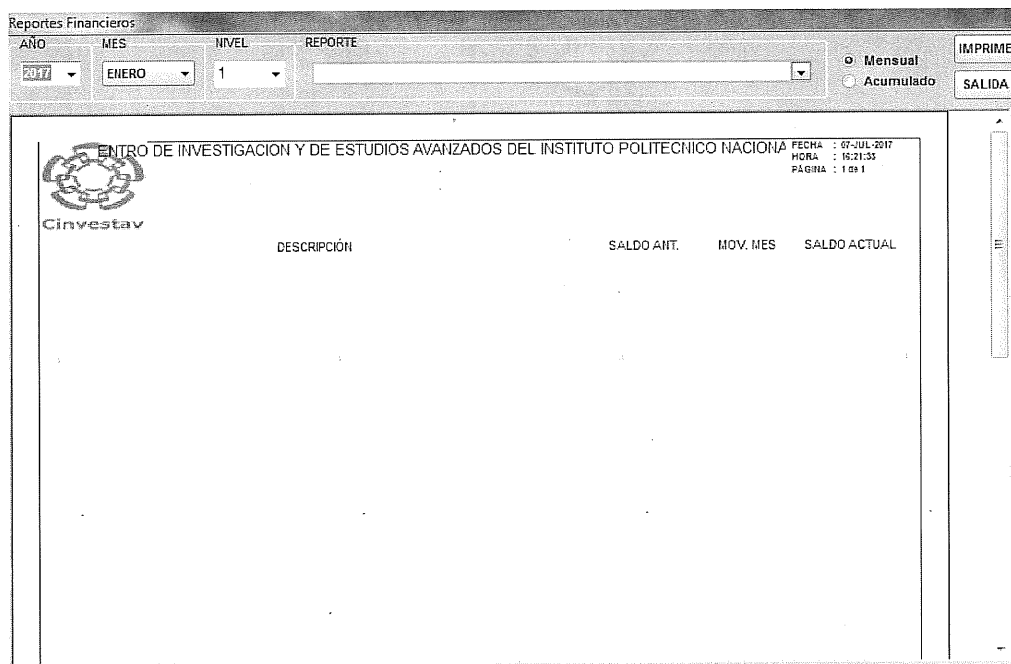 Reportes Financieros
AÑO MES NIVEL REPORTE
2017 ENERO 1
Mensual
Acumulado
IMPRIME
SALIDA
ENTRO DE INVESTIGACION Y DE ESTUDIOS AVANZADOS DEL INSTITUTO POLITECNICO NACIONA
FECHA : 07-JUL-2017
HORA : 16:21:33
PÁGINA : 1 de 1
Cinvestav
DESCRIPCIÓN SALDO ANT. MOV. MES SALDO ACTUAL